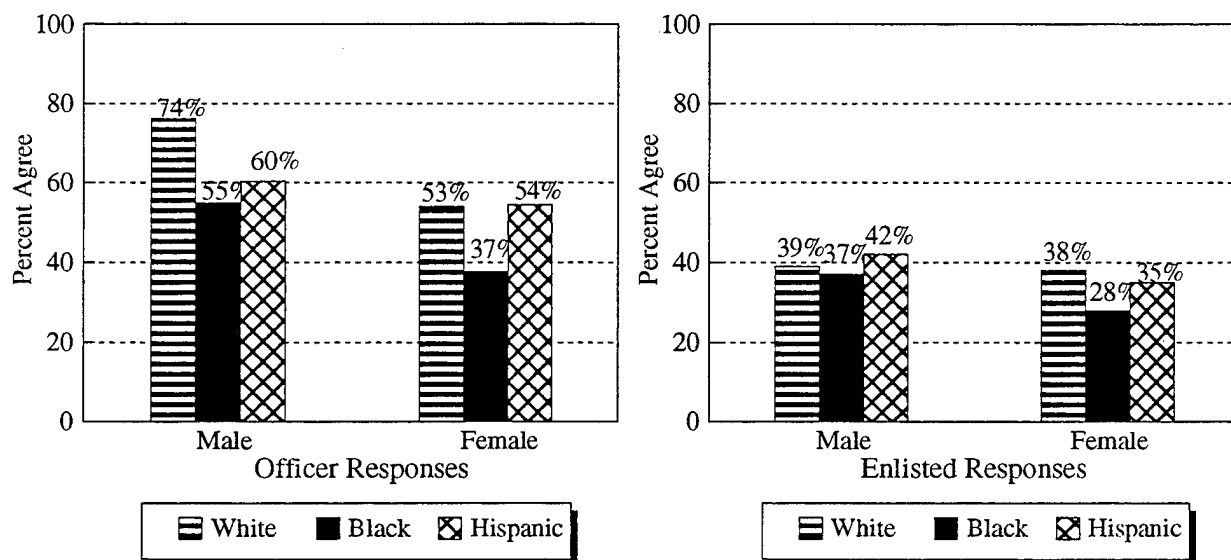 100
80
60
40
20
0
Percent Agree
74%
55%
60%
53%
37%
54%
Male
Female
Officer Responses
White Black Hispanic
100
80
60
40
20
0
Percent Agree
39%
37%
42%
38%
28%
35%
Male
Female
Enlisted Responses
White Black Hispanic